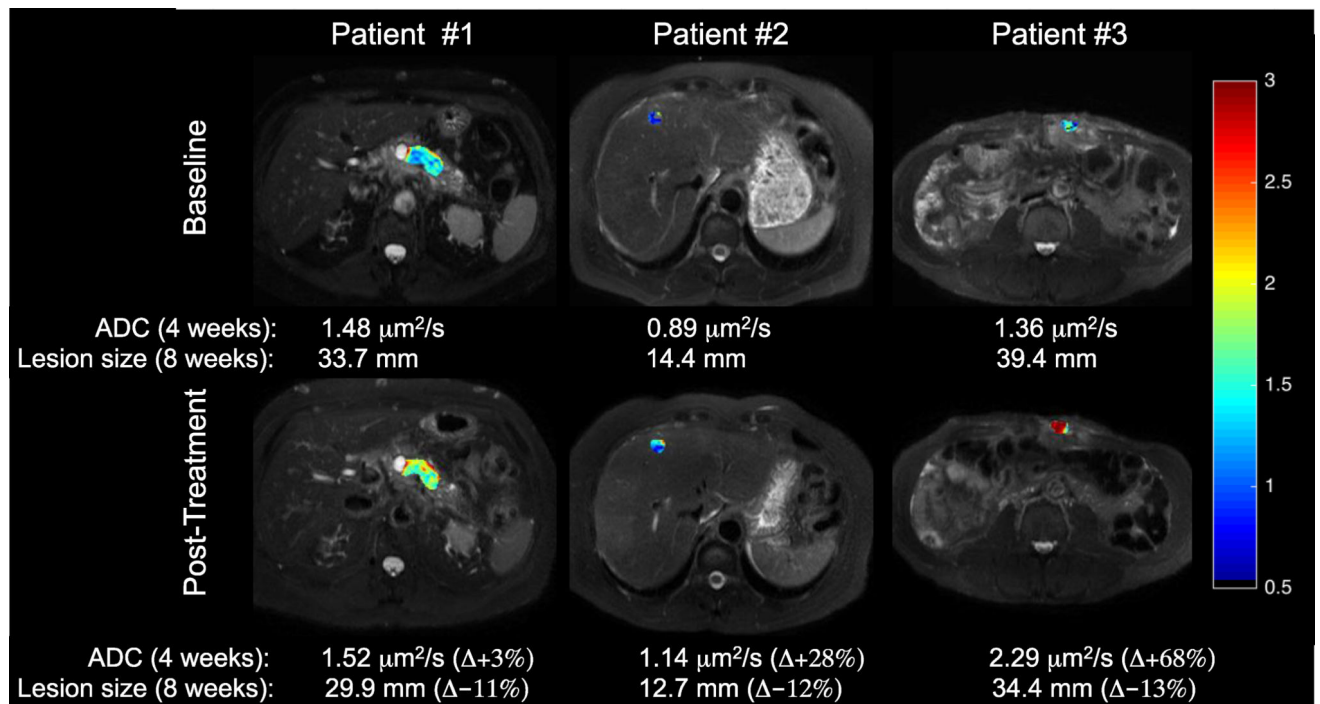 Patient #1 Patient #2 Patient #3
Baseline
ADC (4 weeks): 1.48 μm²/s 0.89 μm²/s 1.36 μm²/s
Lesion size (8 weeks): 33.7 mm 14.4 mm 39.4 mm
Post-Treatment
ADC (4 weeks): 1.52 μm²/s (Δ+3%) 1.14 μm²/s (Δ+28%) 2.29 μm²/s (Δ+68%)
Lesion size (8 weeks): 29.9 mm (Δ−11%) 12.7 mm (Δ−12%) 34.4 mm (Δ−13%)
3
2.5
2
1.5
1
0.5